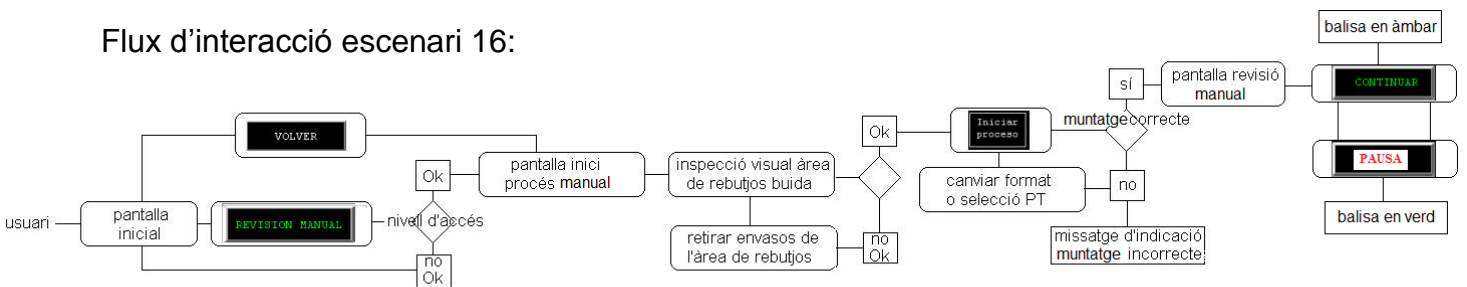 Flux d'interacció escenari 16:
balisa en àmbar
CONTINUAR
pantalla revisió
manual
sí
muntatge correcte
Iniciar
proceso
Ok
VOLVER
pantalla inici
procés manual
inspecció visual àrea
de rebutjos buida
Ok
canviar format
o selecció PT
no
PAUSA
balisa en verd
usuari
pantalla
inicial
REVISION MANUAL
nivell d'accés
retirar envasos de
l'àrea de rebutjos
no
Ok
missatge d'indicació
muntatge incorrecte
no
Ok